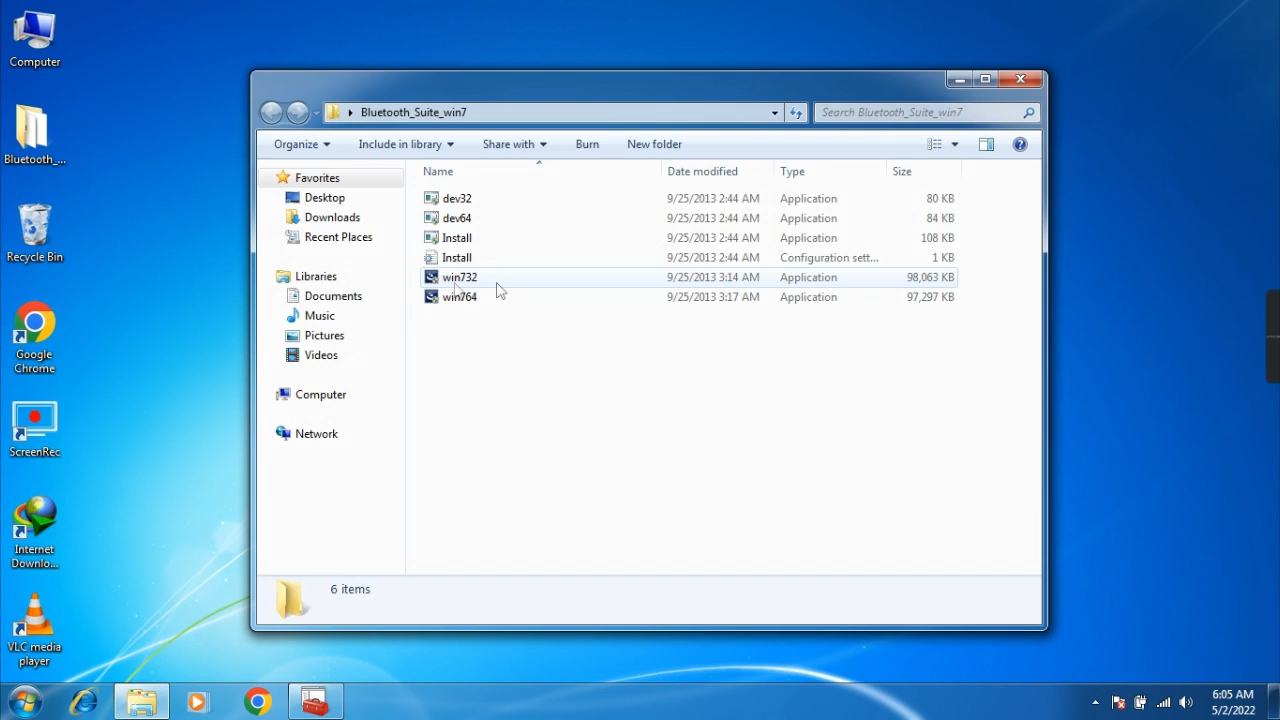 Computer
Bluetooth_...
Recycle Bin
Google
Chrome
ScreenRec
Internet
Downlo...
VLC media
player
Bluetooth_Suite_win7
Search Bluetooth_Suite_win7
Organize Include in library Share with Burn New folder
Favorites
Desktop
Downloads
Recent Places
Libraries
Documents
Music
Pictures
Videos
Computer
Network
Name Date modified Type Size
dev32 9/25/2013 2:44 AM Application 80 KB
dev64 9/25/2013 2:44 AM Application 84 KB
Install 9/25/2013 2:44 AM Application 108 KB
Install 9/25/2013 2:44 AM Configuration sett... 1 KB
win732 9/25/2013 3:14 AM Application 98,063 KB
win764 9/25/2013 3:17 AM Application 97,297 KB
6 items
6:05 AM
5/2/2022